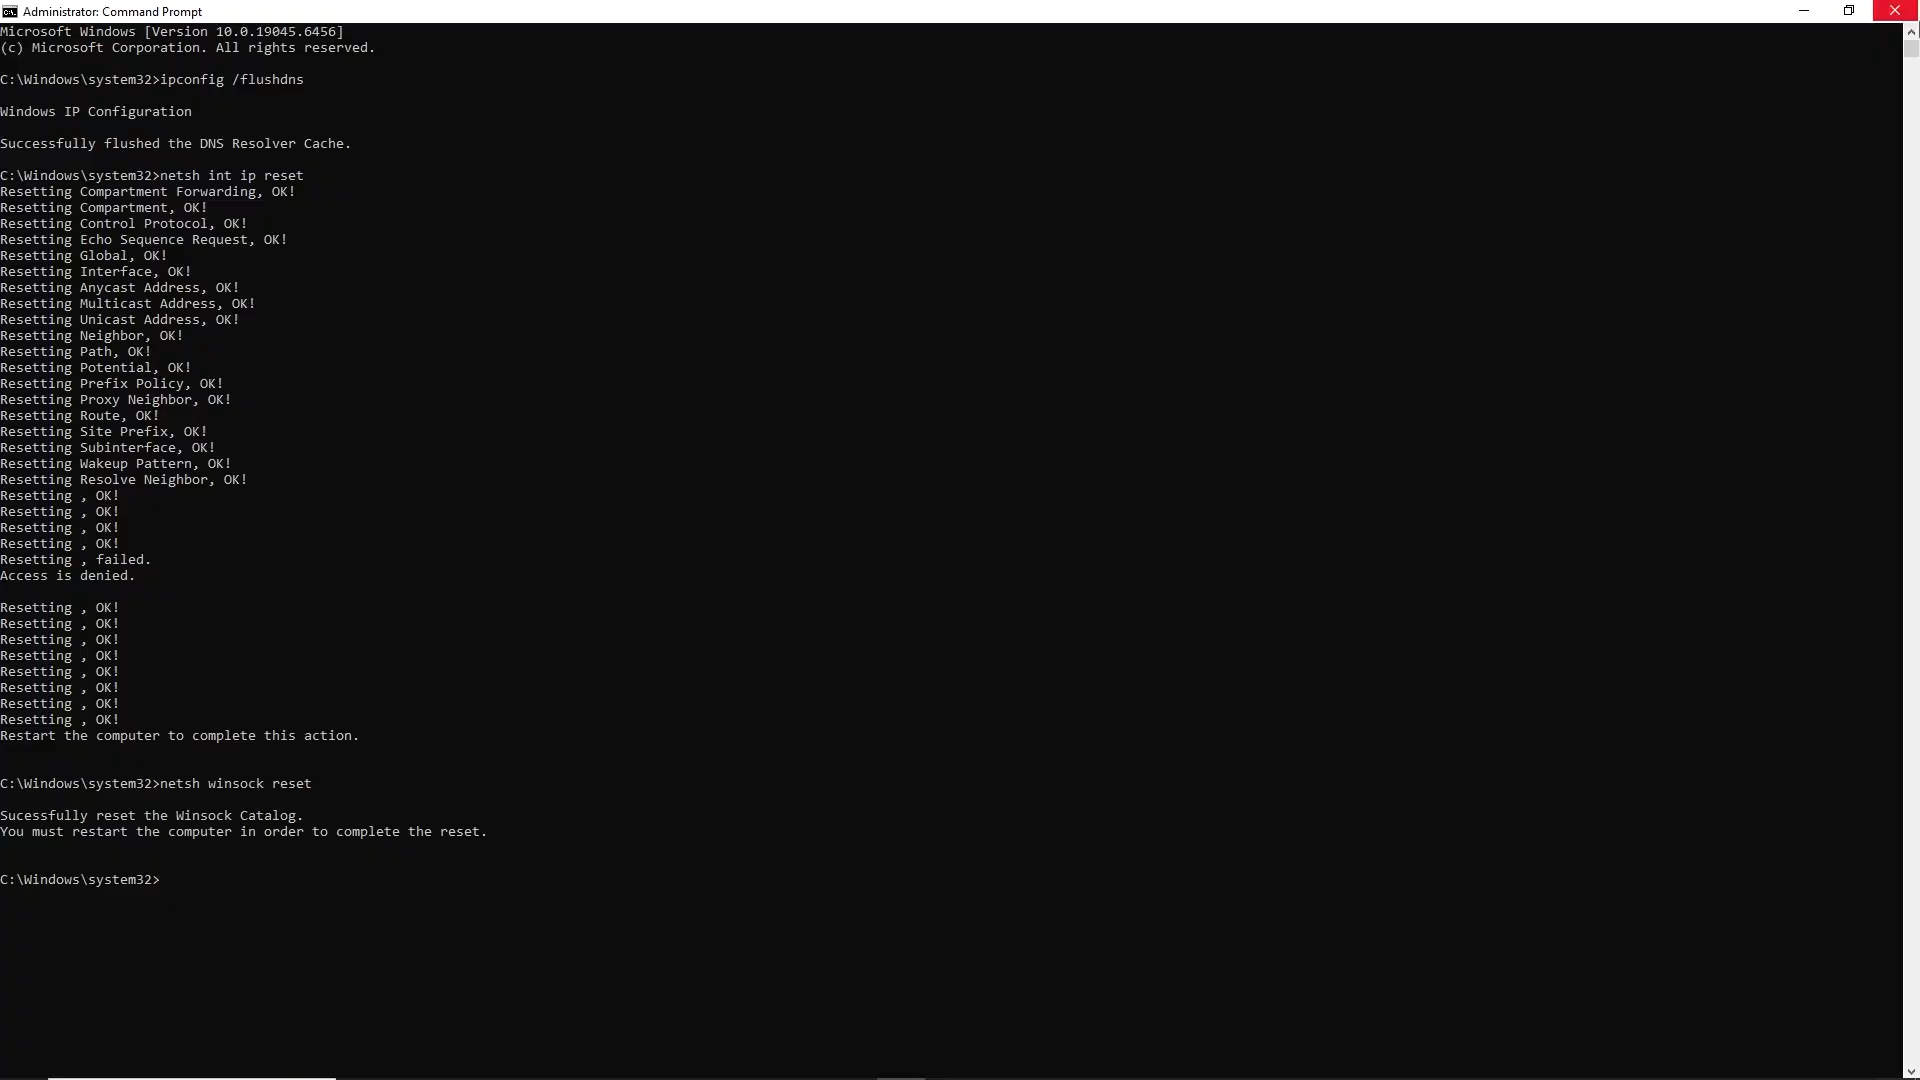 Administrator: Command Prompt
Microsoft Windows [Version 10.0.19045.6456]
(c) Microsoft Corporation. All rights reserved.
C:\Windows\system32>ipconfig /flushdns
Windows IP Configuration
Successfully flushed the DNS Resolver Cache.
C:\Windows\system32>netsh int ip reset
Resetting Compartment Forwarding, OK!
Resetting Compartment, OK!
Resetting Control Protocol, OK!
Resetting Echo Sequence Request, OK!
Resetting Global, OK!
Resetting Interface, OK!
Resetting Anycast Address, OK!
Resetting Multicast Address, OK!
Resetting Unicast Address, OK!
Resetting Neighbor, OK!
Resetting Path, OK!
Resetting Potential, OK!
Resetting Prefix Policy, OK!
Resetting Proxy Neighbor, OK!
Resetting Route, OK!
Resetting Site Prefix, OK!
Resetting Subinterface, OK!
Resetting Wakeup Pattern, OK!
Resetting Resolve Neighbor, OK!
Resetting , OK!
Resetting , OK!
Resetting , OK!
Resetting , OK!
Resetting , failed.
Access is denied.
Resetting , OK!
Resetting , OK!
Resetting , OK!
Resetting , OK!
Resetting , OK!
Resetting , OK!
Resetting , OK!
Resetting , OK!
Restart the computer to complete this action.
C:\Windows\system32>netsh winsock reset
Sucessfully reset the Winsock Catalog.
You must restart the computer in order to complete the reset.
C:\Windows\system32>